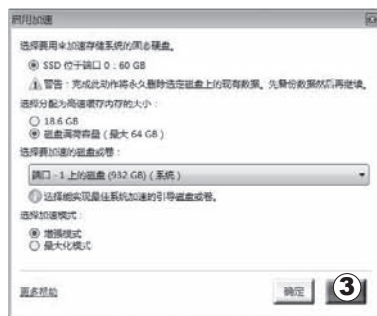 启用加速
选择要用来加速存储系统的固态硬盘。
SSD 位于端口 0：60 GB
警告：完成此动作将永久删除选定磁盘上的现有数据。先备份数据然后再继续。
选择分配为高速缓存内存的大小：
18.6 GB
磁盘满荷容量 ( 最大 64 GB )
选择要加速的磁盘或卷：
端口 - 1 上的磁盘 (932 GB) ( 系统 )
选择能实现最佳系统加速的引导磁盘或卷。
选择加速模式：
增强模式
最大化模式
更多帮助
确定
3